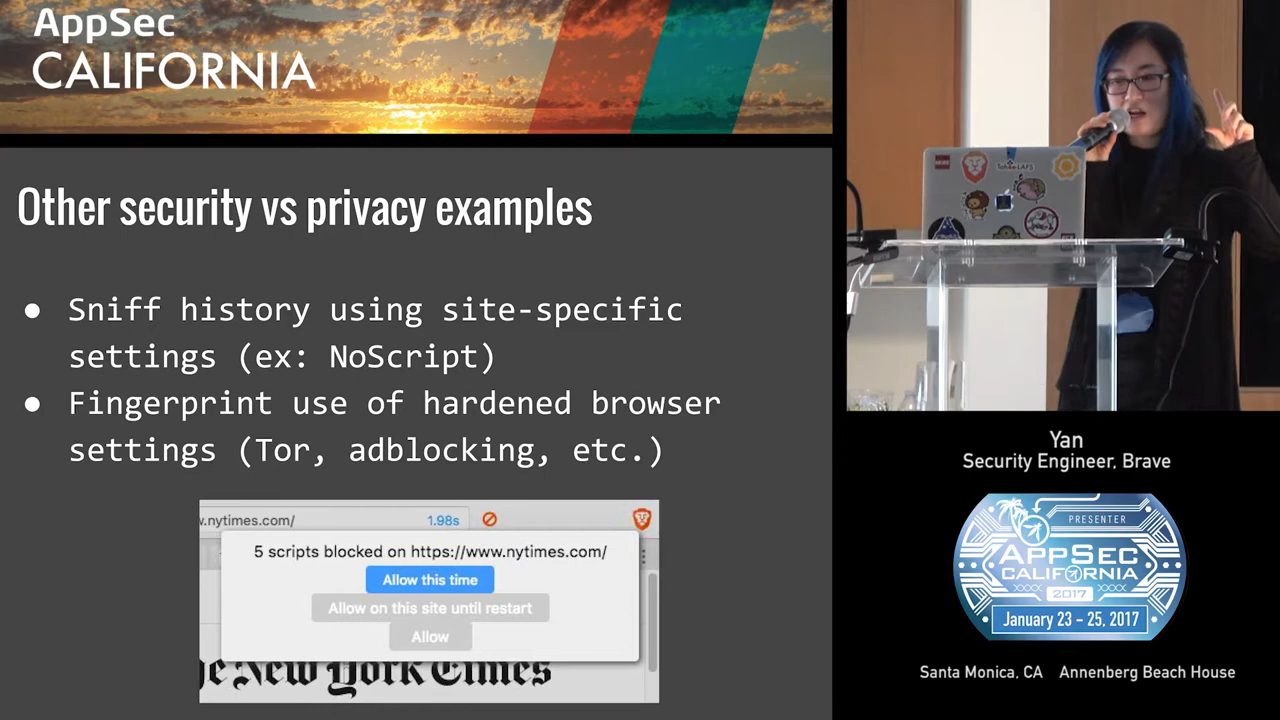 AppSec
CALIFORNIA
Other security vs privacy examples
● Sniff history using site-specific
settings (ex: NoScript)
● Fingerprint use of hardened browser
settings (Tor, adblocking, etc.)
w.nytimes.com/ 1.98s
5 scripts blocked on https://www.nytimes.com/
Allow this time
Allow on this site until restart
Allow
e New York Times
Tahoe-LAFS
Yan
Security Engineer, Brave
PRESENTER
APPSEC
CALIFORNIA
2017
January 23 - 25, 2017
Santa Monica, CA Annenberg Beach House